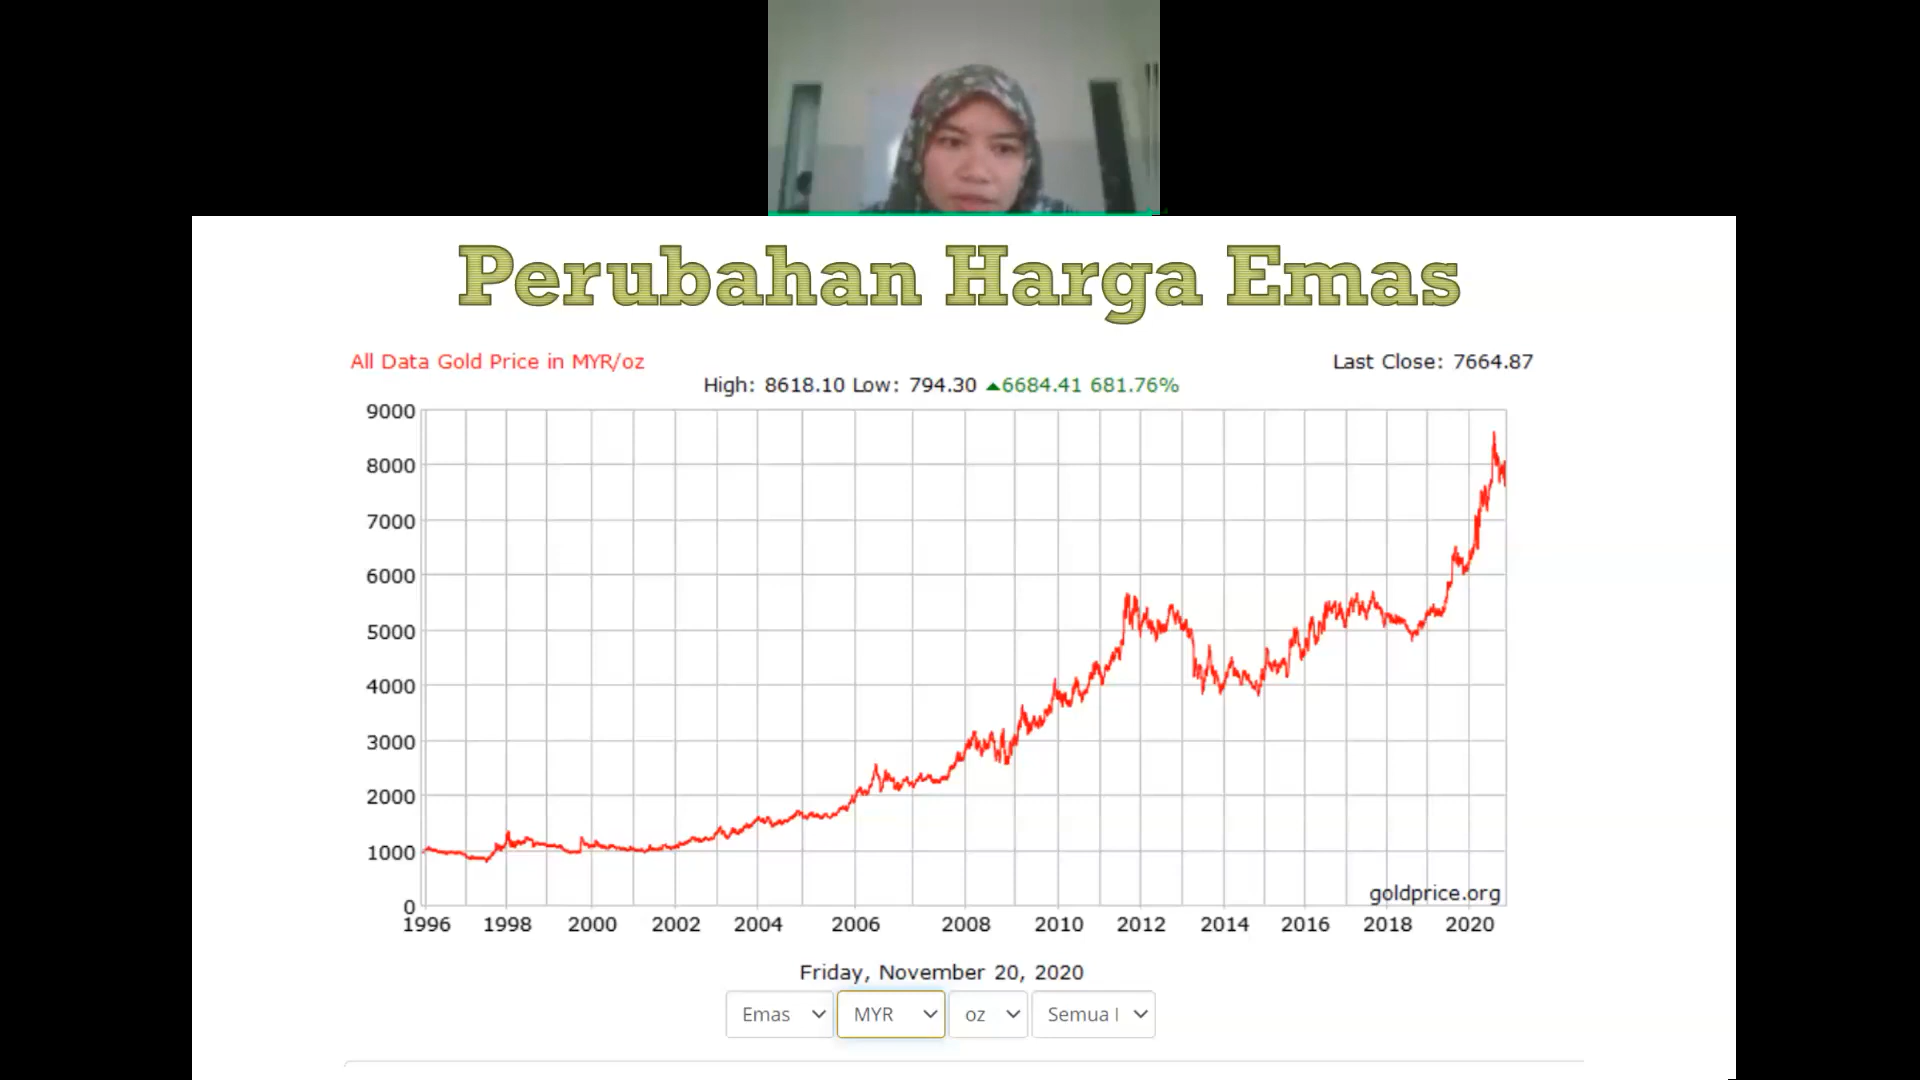 Perubahan Harga Emas
All Data Gold Price in MYR/oz
Last Close: 7664.87
High: 8618.10 Low: 794.30 ▲6684.41 681.76%
9000
8000
7000
6000
5000
4000
3000
2000
1000
0
goldprice.org
1996 1998 2000 2002 2004 2006 2008 2010 2012 2014 2016 2018 2020
Friday, November 20, 2020
Emas MYR oz Semua